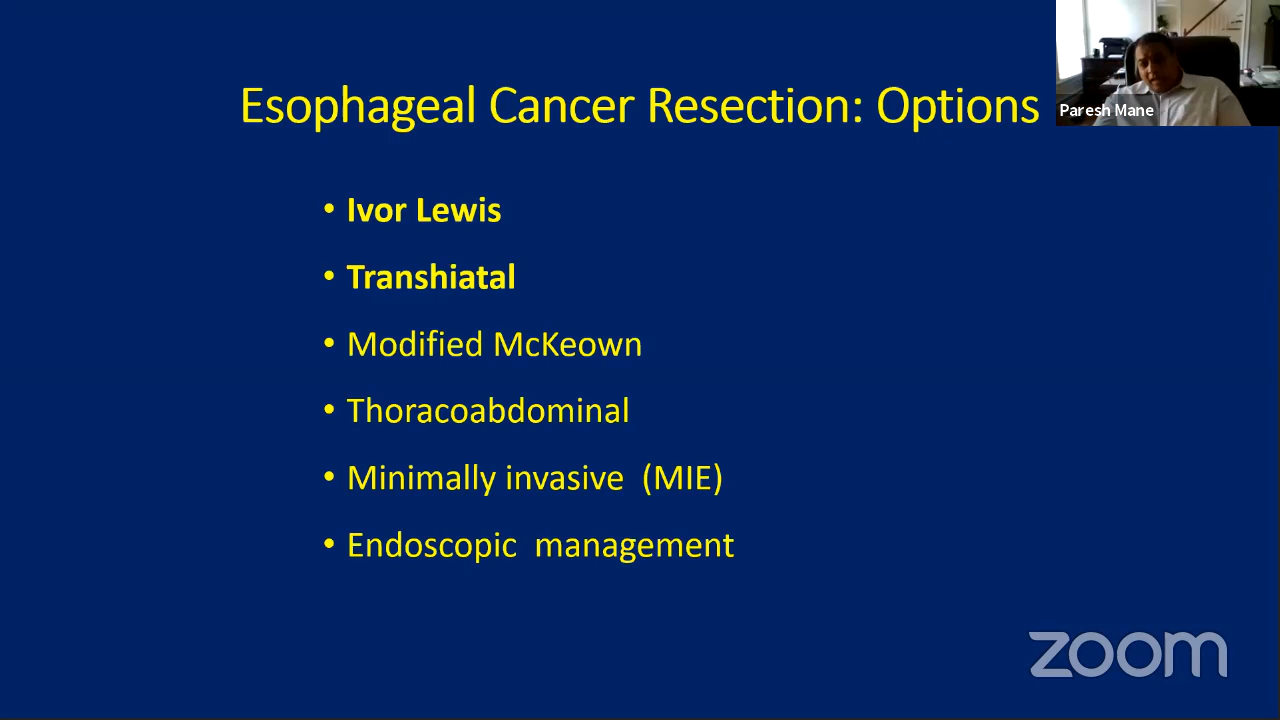 Esophageal Cancer Resection: Options
Paresh Mane
• Ivor Lewis
• Transhiatal
• Modified McKeown
• Thoracoabdominal
• Minimally invasive (MIE)
• Endoscopic management
zoom